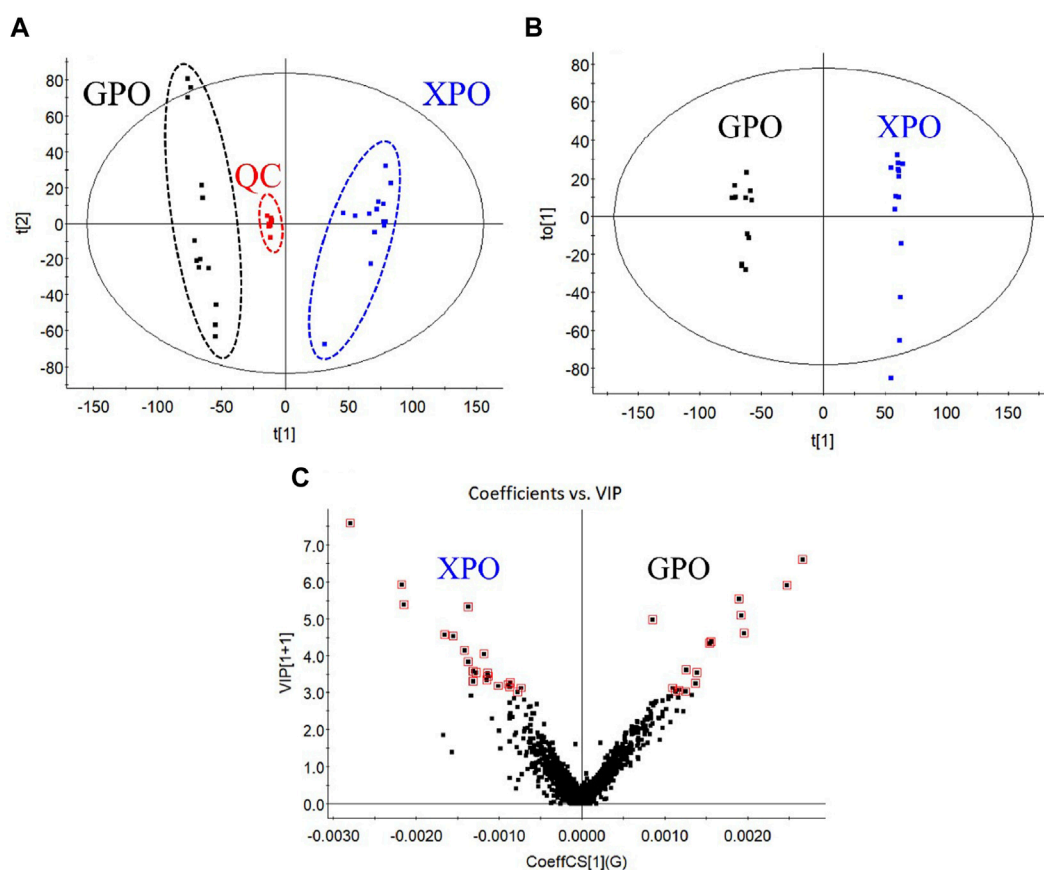 A
GPO
XPO
QC
t[2]
80
60
40
20
0
-20
-40
-60
-80
-150
-100
-50
0
50
100
150
t[1]
B
GPO
XPO
to[1]
60
40
20
0
-20
-40
-60
-80
-150
-100
-50
0
50
100
150
t[1]
C
Coefficients vs. VIP
XPO
GPO
VIP[1+1]
7.0
6.0
5.0
4.0
3.0
2.0
1.0
0.0
-0.0030
-0.0020
-0.0010
0.0000
0.0010
0.0020
CoeffCS[1](G)